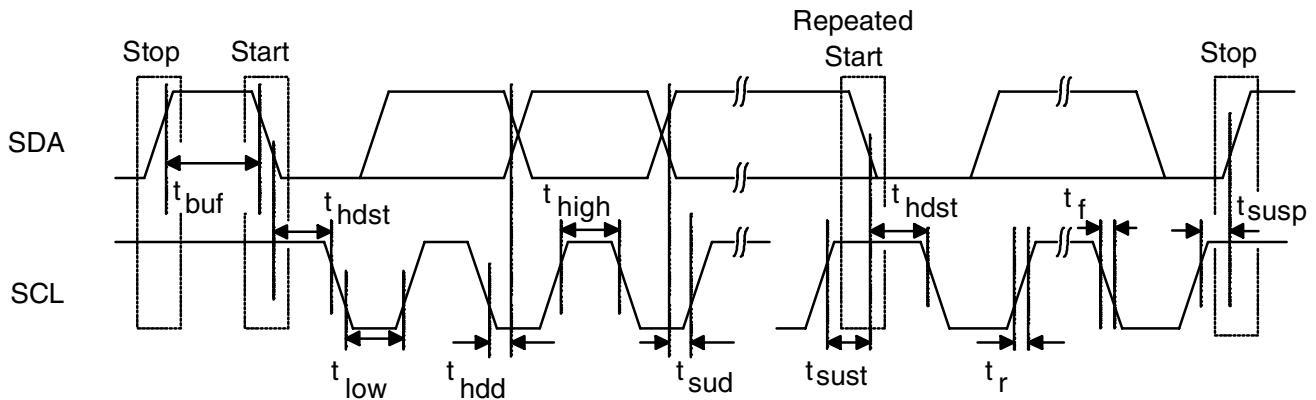 Repeated
Stop Start Start Stop
SDA
t buf t hdst t high t hdst t f t susp
SCL
t low t hdd t sud t sust t r